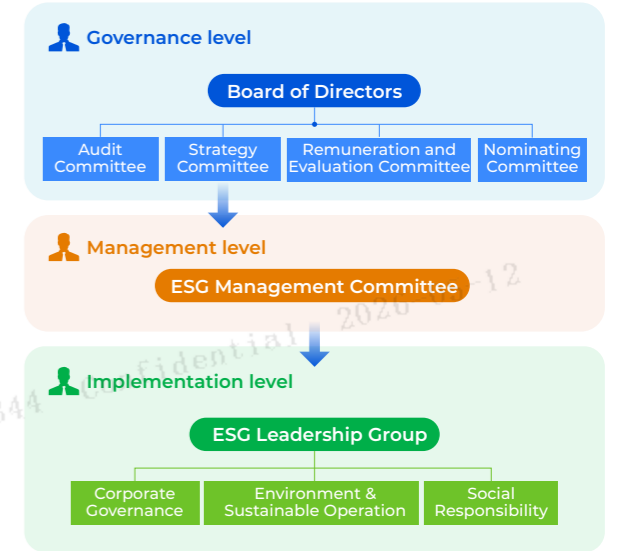 Governance level
Board of Directors
Audit
Committee
Strategy
Committee
Remuneration and
Evaluation Committee
Nominating
Committee
Management level
ESG Management Committee
Confidential
Implementation level
ESG Leadership Group
Corporate
Governance
Environment &
Sustainable Operation
Social
Responsibility